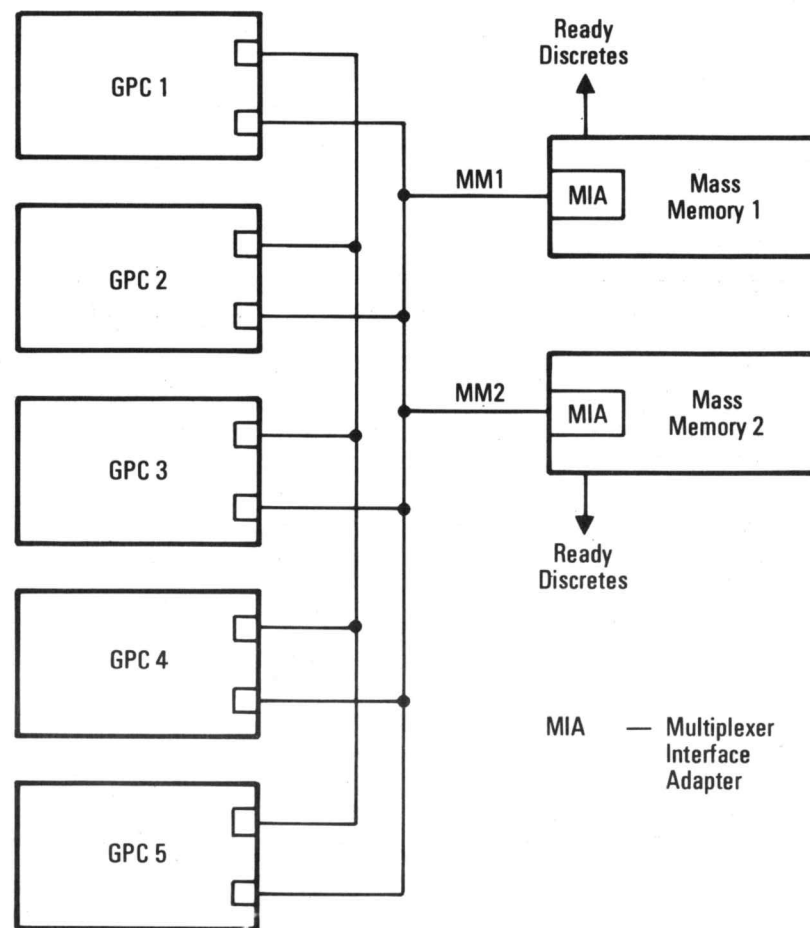 GPC 1
GPC 2
GPC 3
GPC 4
GPC 5
Ready
Discretes
MM1
MIA
Mass
Memory 1
MM2
MIA
Mass
Memory 2
Ready
Discretes
MIA — Multiplexer
Interface
Adapter